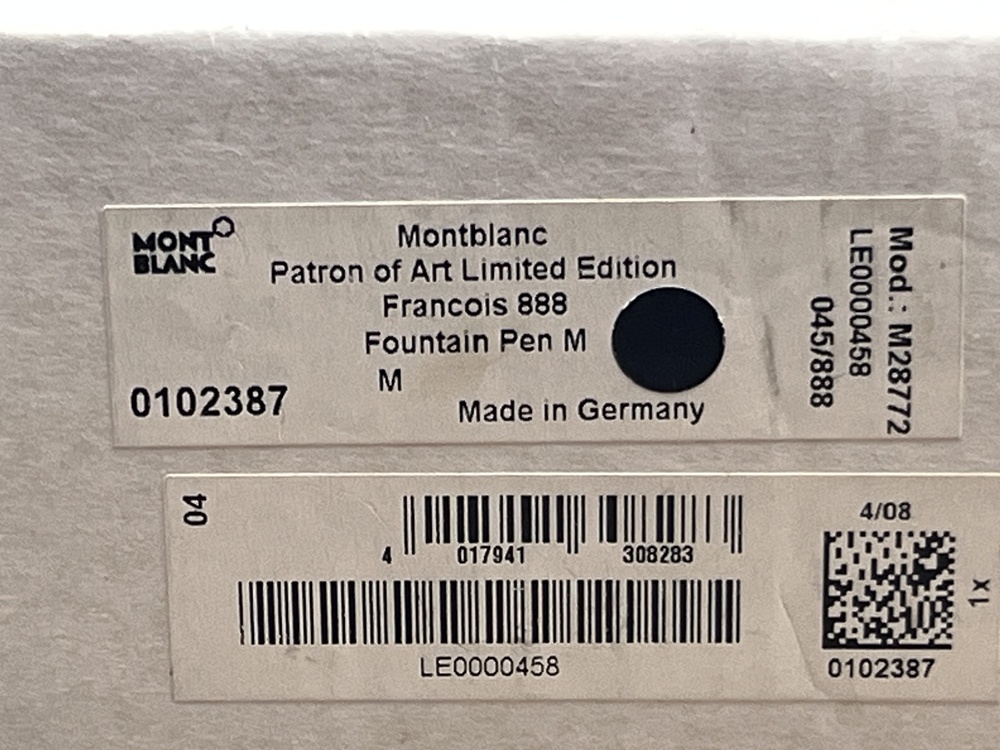 MONT
BLANC
Montblanc
Patron of Art Limited Edition
Francois 888
Fountain Pen M
M
0102387
Made in Germany
Mod.: M28772
LE0000458
045/888
04
4 017941 308283
LE0000458
4/08
1x
0102387